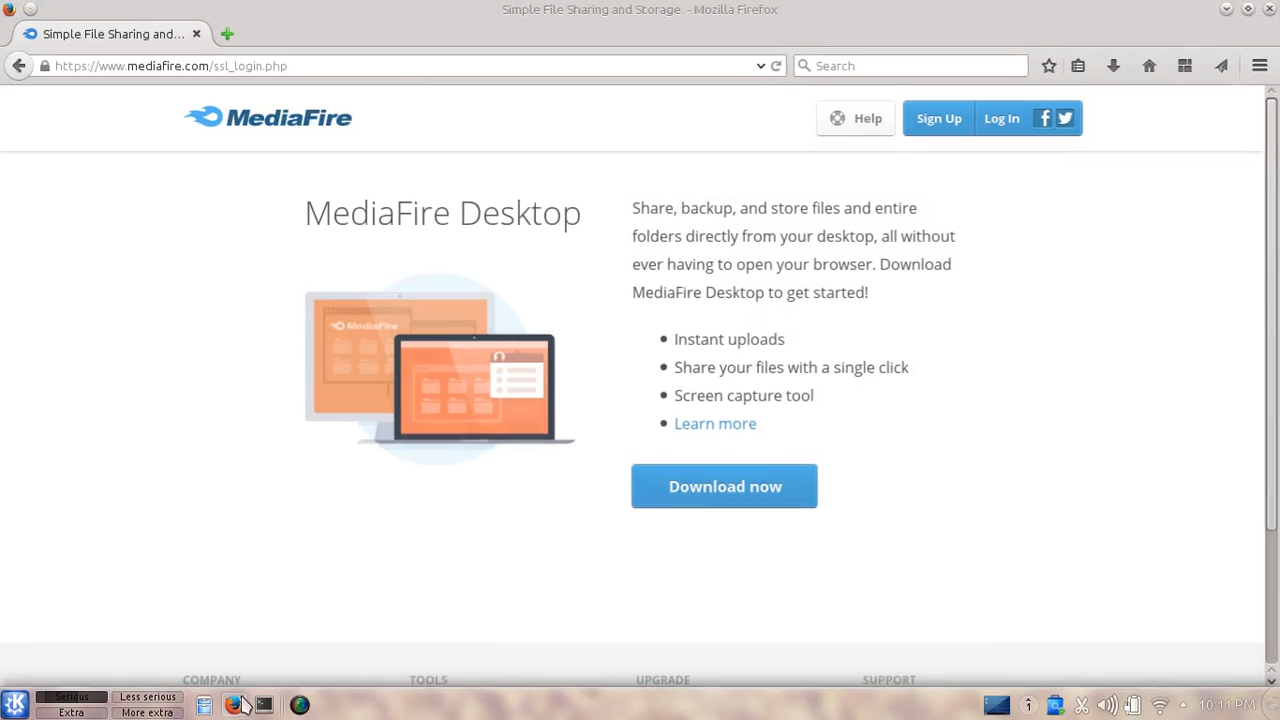 Simple File Sharing and Storage. - Mozilla Firefox
Simple File Sharing and...
https://www.mediafire.com/ssl_login.php
Search
MediaFire
Help
Sign Up
Log In
MediaFire Desktop
Share, backup, and store files and entire
folders directly from your desktop, all without
ever having to open your browser. Download
MediaFire Desktop to get started!
MediaFire
Instant uploads
Share your files with a single click
Screen capture tool
Learn more
Download now
COMPANY
TOOLS
UPGRADE
SUPPORT
Serious
Less serious
Extra
More extra
10:11 PM